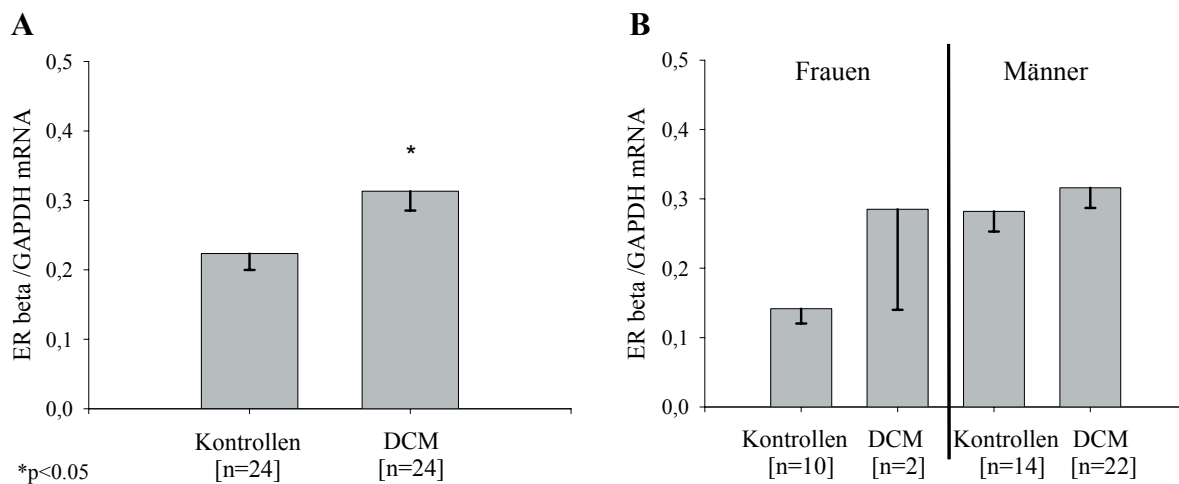 A
ER beta /GAPDH mRNA
0,5
0,4
0,3
0,2
0,1
0,0
*
Kontrollen
[n=24]
DCM
[n=24]
*p<0.05
B
ER beta /GAPDH mRNA
0,5
0,4
0,3
0,2
0,1
0,0
Frauen
Männer
Kontrollen
[n=10]
DCM
[n=2]
Kontrollen
[n=14]
DCM
[n=22]